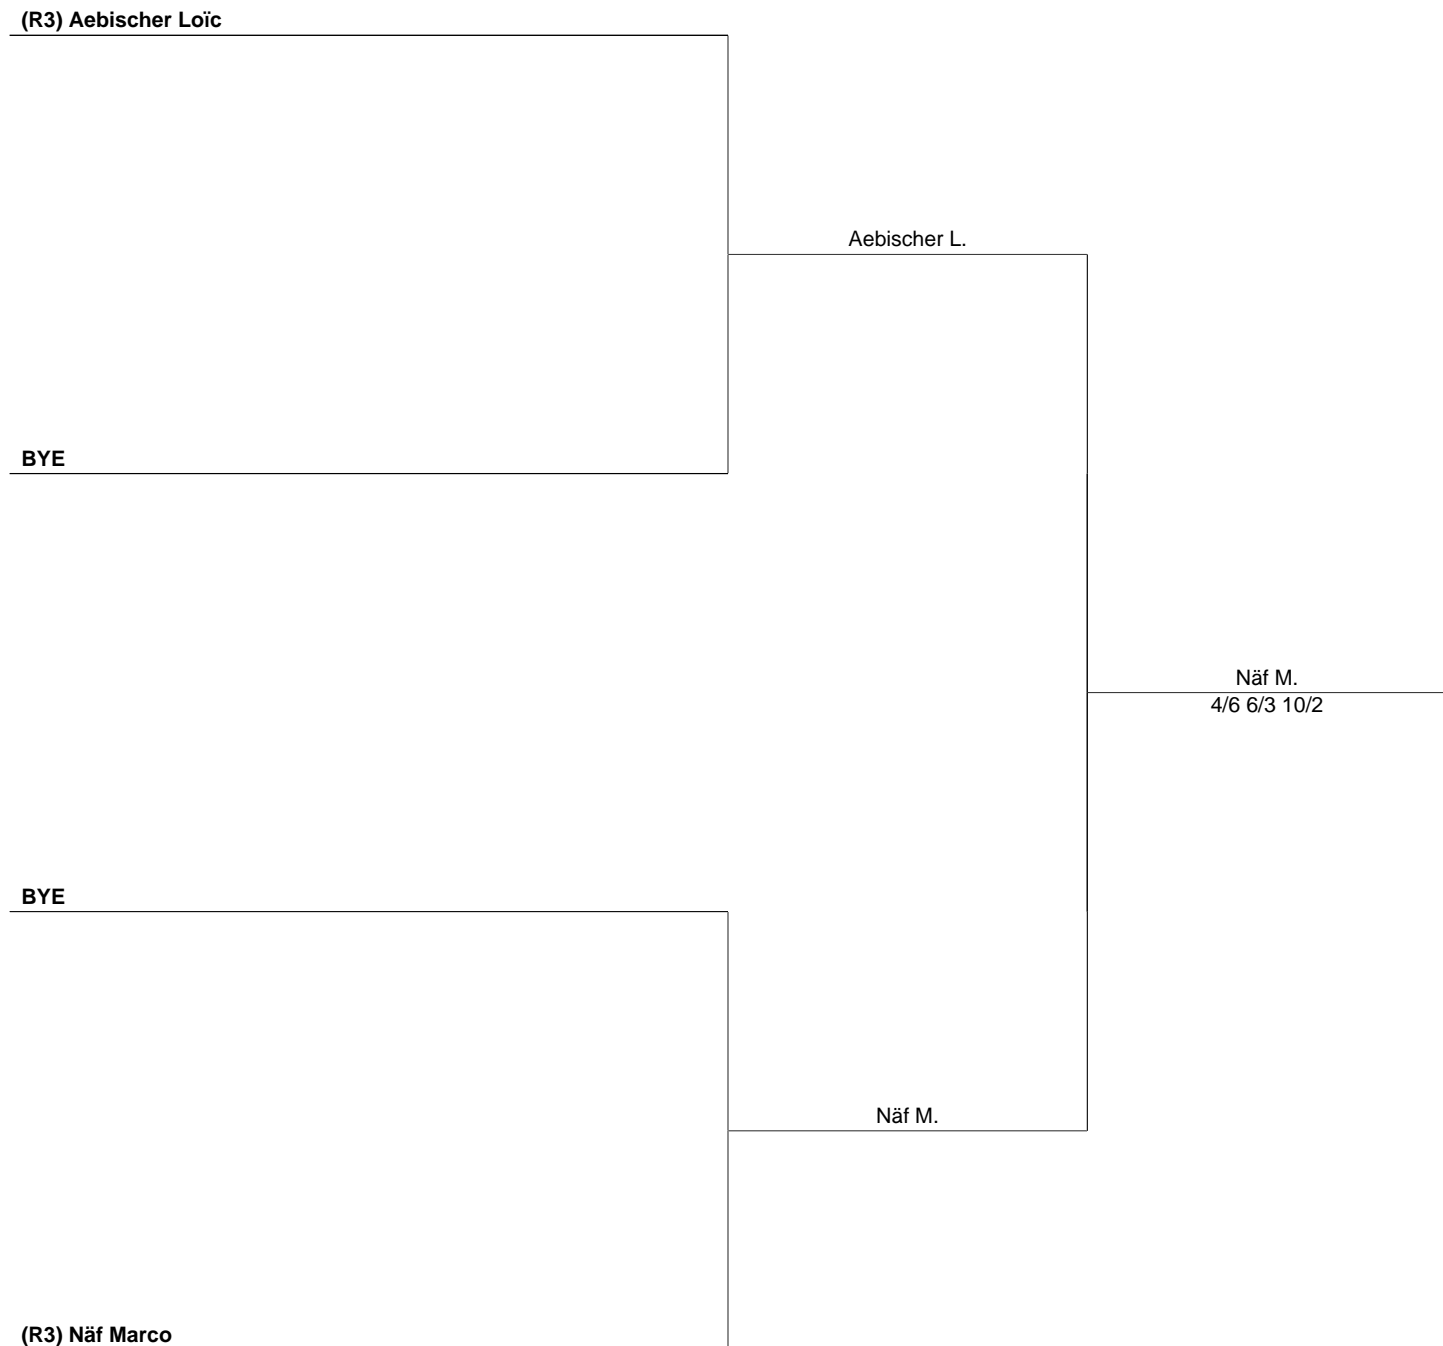 (R3) Aebischer Loïc
Aebischer L.
BYE
Näf M.
4/6 6/3 10/2
BYE
Näf M.
(R3) Näf Marco